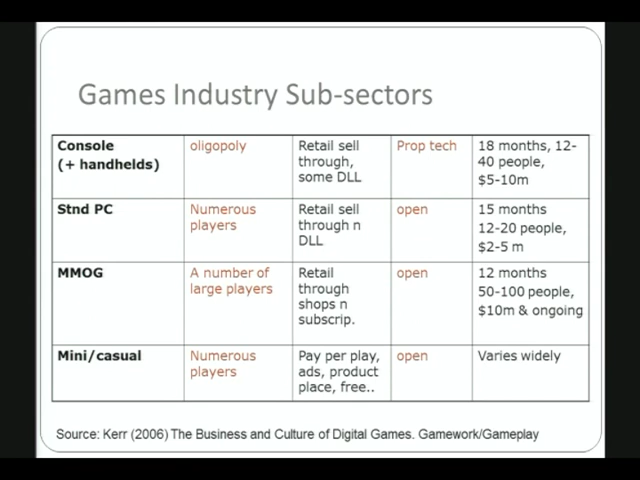 Games Industry Sub-sectors
Console
(+ handhelds)
oligopoly
Retail sell
through,
some DLL
Prop tech
18 months, 12-
40 people,
$5-10m
Stnd PC
Numerous
players
Retail sell
through n
DLL
open
15 months
12-20 people,
$2-5 m
MMOG
A number of
large players
Retail
through
shops n
subscrip.
open
12 months
50-100 people,
$10m & ongoing
Mini/casual
Numerous
players
Pay per play,
ads, product
place, free..
open
Varies widely
Source: Kerr (2006) The Business and Culture of Digital Games. Gamework/Gameplay